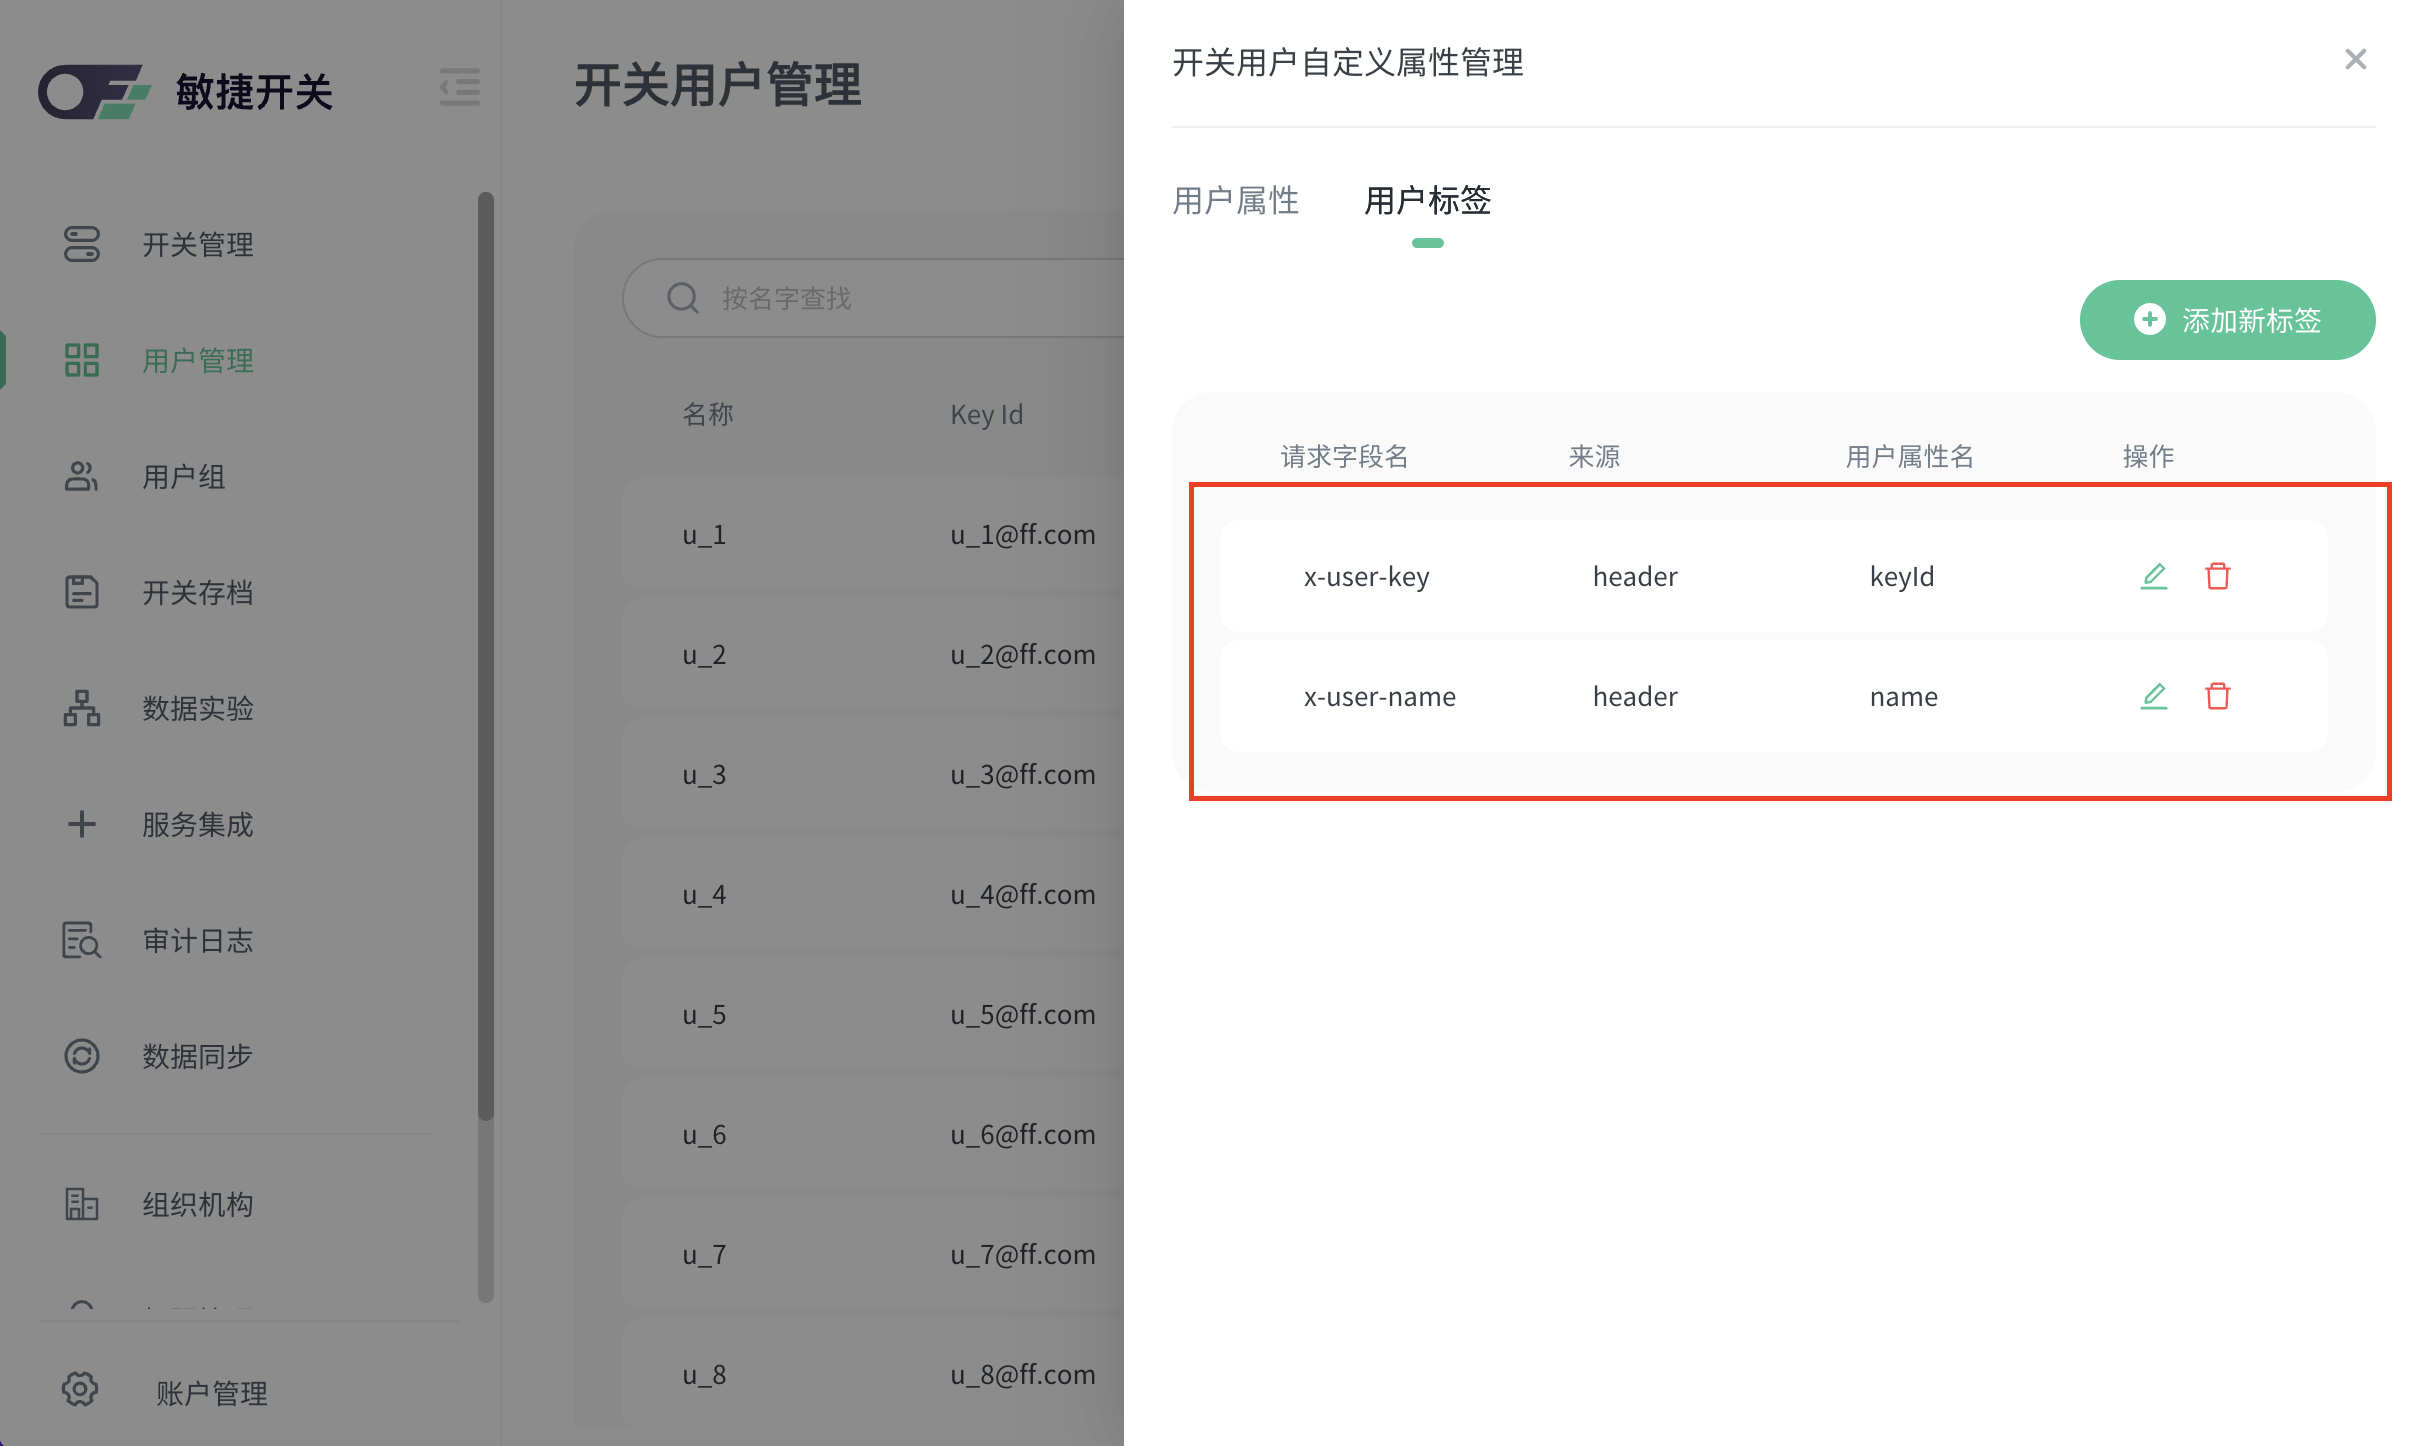 敏捷开关
开关管理
用户管理
用户组
开关存档
数据实验
服务集成
审计日志
数据同步
组织机构
账户管理
开关用户管理
按名字查找
名称 Key Id
u_1 u_1@ff.com
u_2 u_2@ff.com
u_3 u_3@ff.com
u_4 u_4@ff.com
u_5 u_5@ff.com
u_6 u_6@ff.com
u_7 u_7@ff.com
u_8 u_8@ff.com
开关用户自定义属性管理
用户属性 用户标签
添加新标签
请求字段名 来源 用户属性名 操作
x-user-key header keyId
x-user-name header name